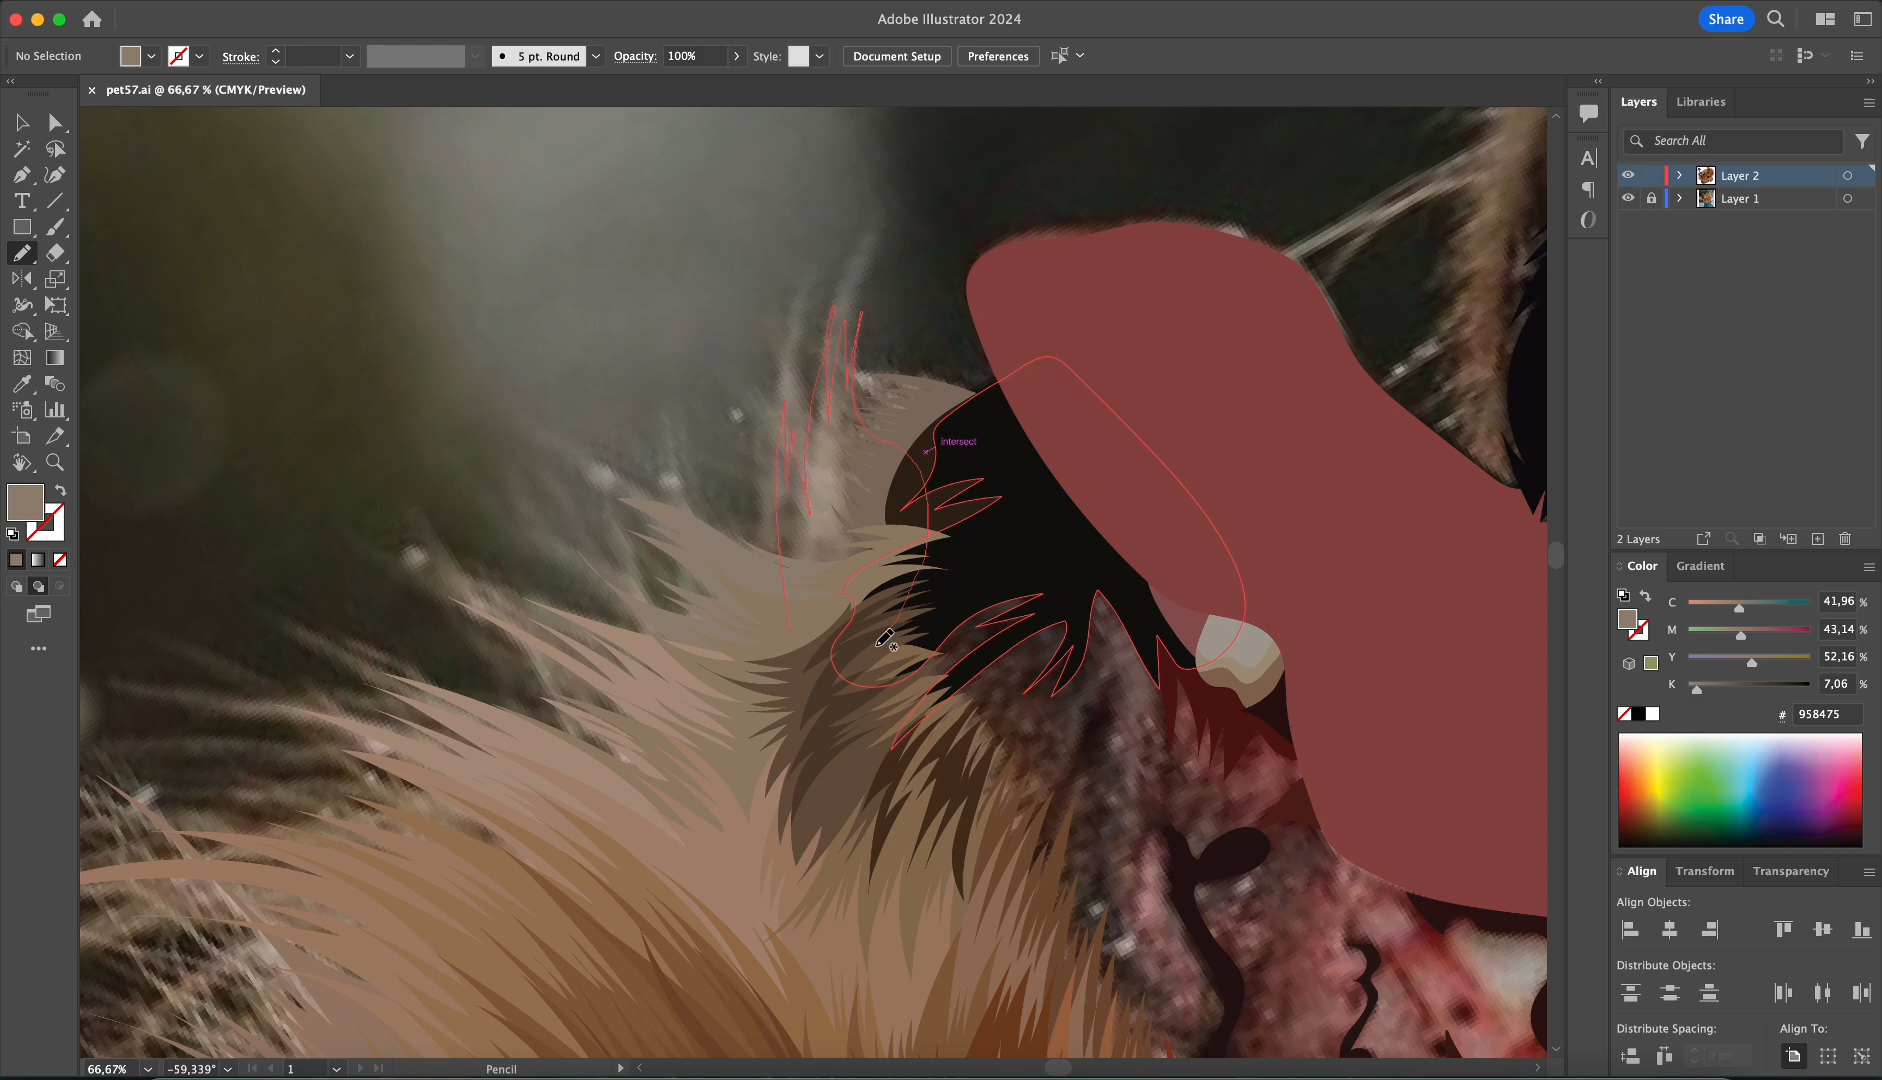 Adobe Illustrator 2024
Share
No Selection
Stroke:
5 pt. Round
Opacity:
100%
Style:
Document Setup
Preferences
pet57.ai @ 66,67 % (CMYK/Preview)
Layers
Libraries
Search All
Layer 2
Layer 1
intersect
2 Layers
Color
Gradient
C
41,96
%
M
43,14
%
Y
52,16
%
K
7,06
%
#
958475
Align
Transform
Transparency
Align Objects:
Distribute Objects:
Distribute Spacing:
Align To:
0 px
66,67%
-59,339°
1
Pencil